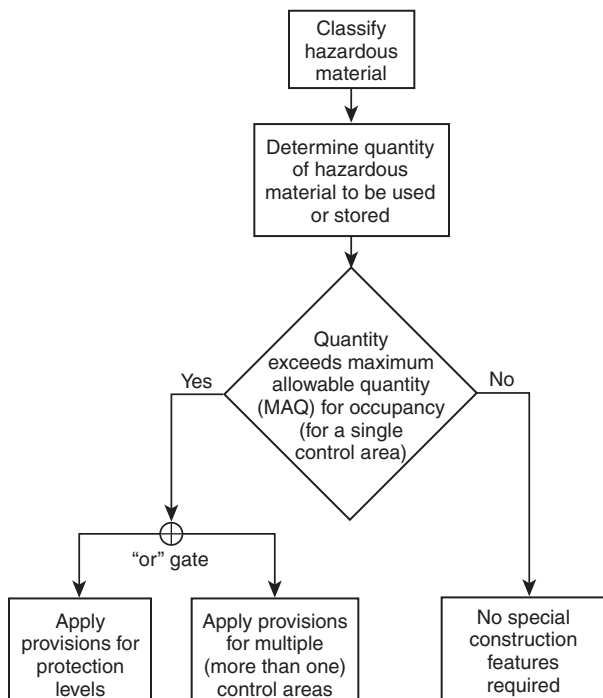 Classify
hazardous
material
Determine quantity
of hazardous
material to be used
or stored
Quantity
exceeds maximum
allowable quantity
(MAQ) for occupancy
(for a single
control area)
Yes
No
“or” gate
Apply
provisions for
protection
levels
Apply provisions
for multiple
(more than one)
control areas
No special
construction
features
required